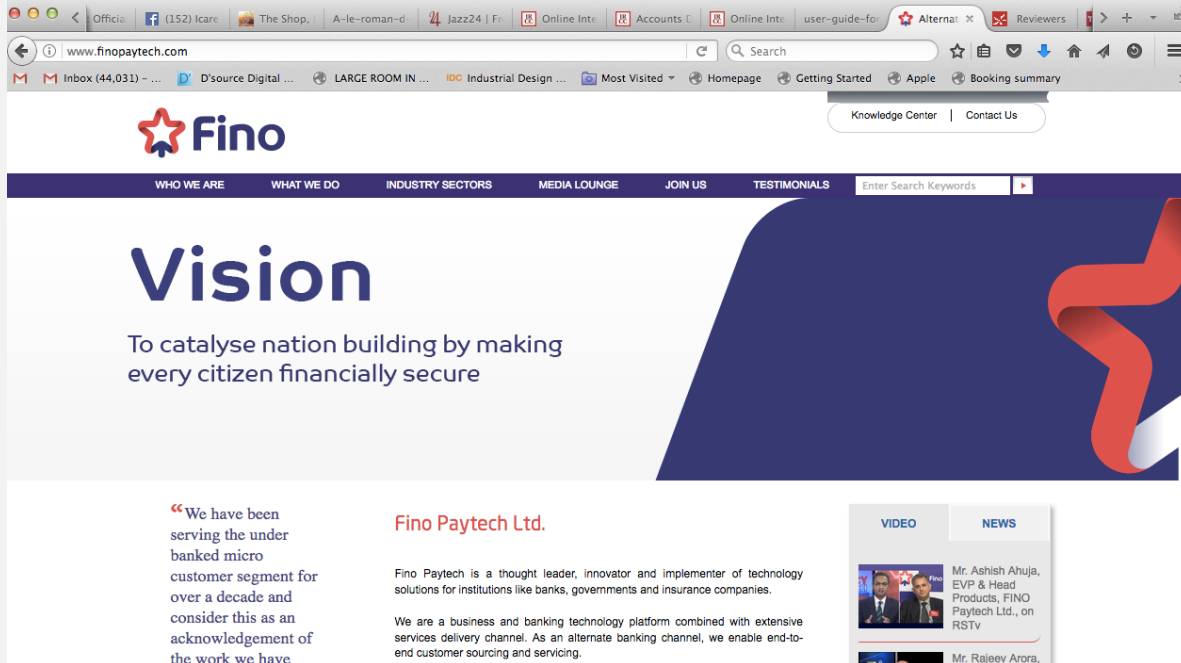 Officia
(152) Icare
The Shop,
A-le-roman-d
Jazz24 | Fr
Online Inte
Accounts D
Online Inte
user-guide-for
Alternat
Reviewers
www.finopaytech.com
Search
Inbox (44,031) – ...
D'source Digital ...
LARGE ROOM IN ...
IDC Industrial Design ...
Most Visited
Homepage
Getting Started
Apple
Booking summary
Knowledge Center | Contact Us
Fino
WHO WE ARE
WHAT WE DO
INDUSTRY SECTORS
MEDIA LOUNGE
JOIN US
TESTIMONIALS
Enter Search Keywords
Vision
To catalyse nation building by making
every citizen financially secure
“We have been
serving the under
banked micro
customer segment for
over a decade and
consider this as an
acknowledgement of
the work we have
Fino Paytech Ltd.
Fino Paytech is a thought leader, innovator and implementer of technology
solutions for institutions like banks, governments and insurance companies.
We are a business and banking technology platform combined with extensive
services delivery channel. As an alternate banking channel, we enable end-to-
end customer sourcing and servicing.
VIDEO
NEWS
Mr. Ashish Ahuja,
EVP & Head
Products, FINO
Paytech Ltd., on
RSTv
Mr. Rajeev Arora,